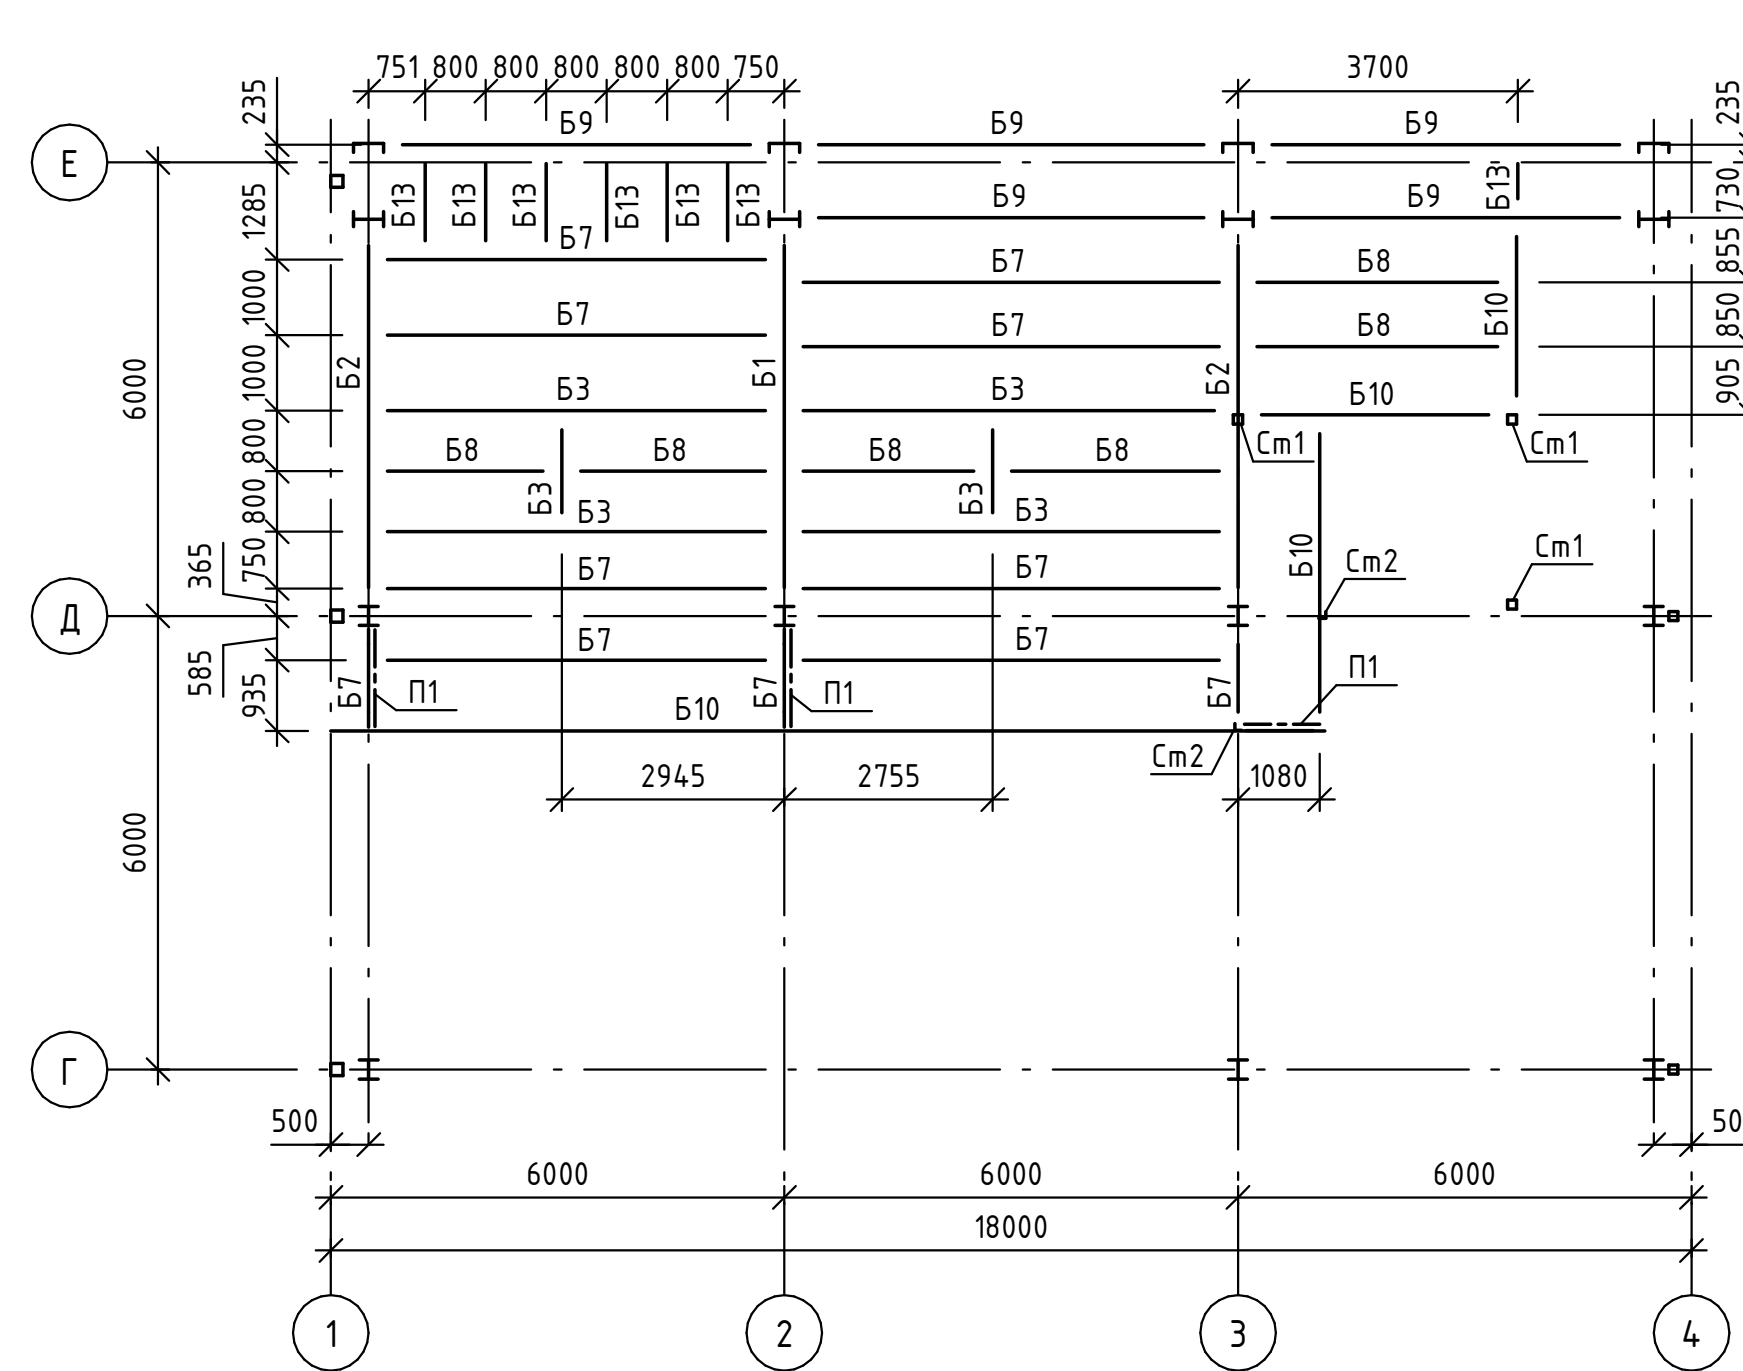 751 800 800 800 800 800 750 3700
235 Б9 Б9 Б9 235
Е
Б13 Б13 Б13 Б13 Б13 Б13 Б9 Б9 Б13 730
1285 Б7
Б7 Б8 855
1000 Б7 Б7 Б8 Б10 850
6000 1000 Б2 Б3 Б1 Б3 Б2 Б10 905
800 Б8 Б8 Б8 Б8 Ст1 Ст1
800 Б3 Б3 Б3 Б3
365 750 Б7 Б7 Б10 Ст2 Ст1
Д
585 Б7 Б7
935 Б7 П1 Б7 П1 Б7 П1
Б10
Ст2
2945 2755 1080
6000
Г
500 50
6000 6000 6000
18000
1 2 3 4